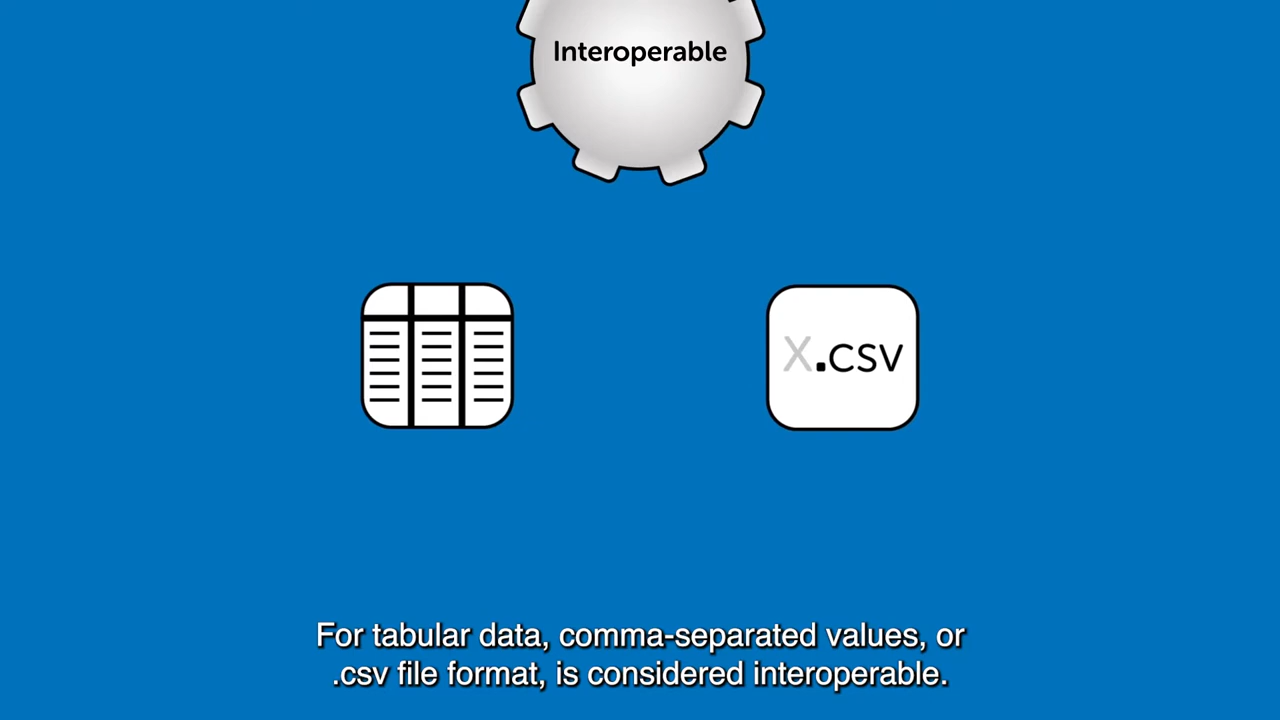 Interoperable
X.csv
For tabular data, comma-separated values, or
.csv file format, is considered interoperable.